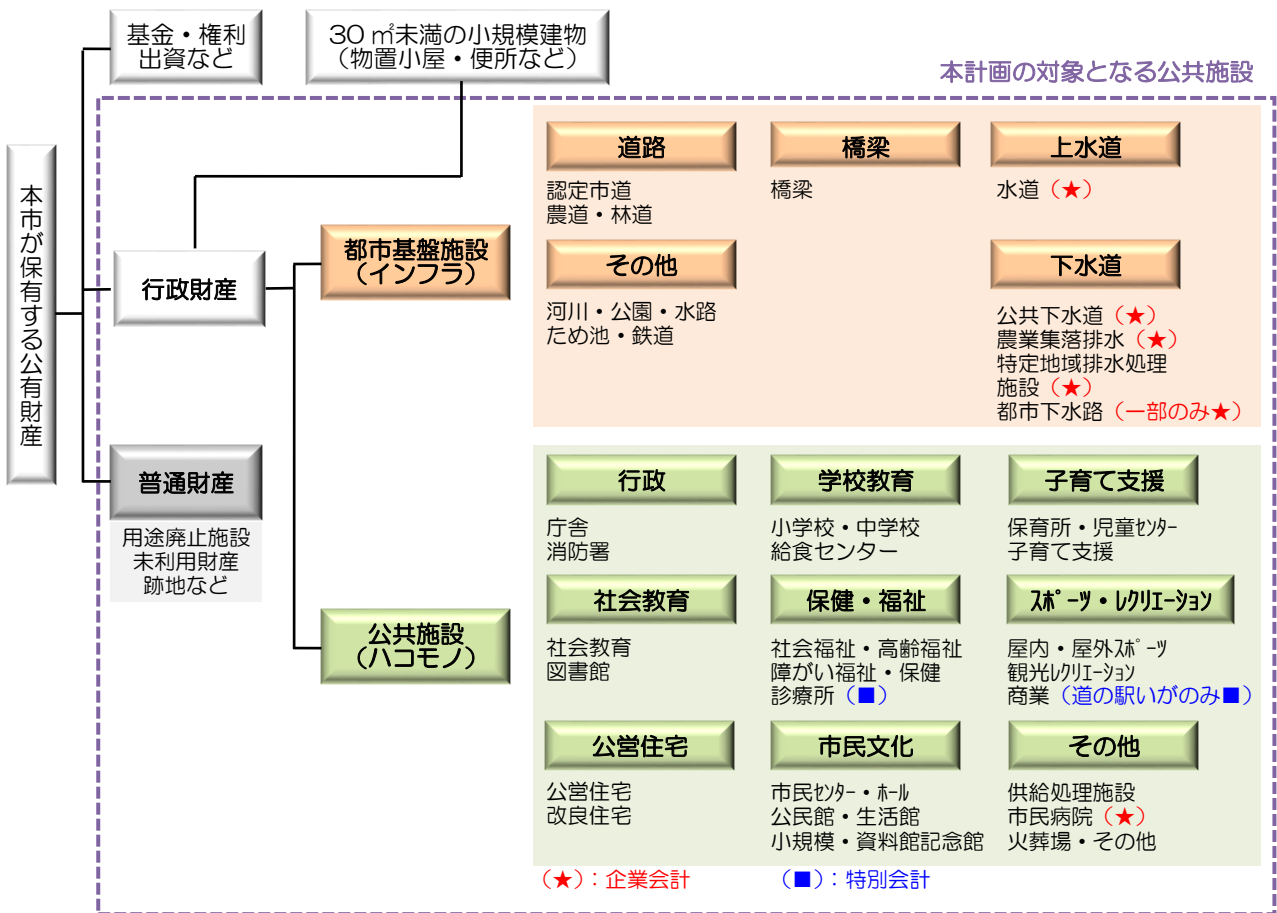 基金・権利
出資など
30 ㎡未満の小規模建物
（物置小屋・便所など）
本計画の対象となる公共施設
本市が保有する公有財産
行政財産
普通財産
用途廃止施設
未利用財産
跡地など
都市基盤施設
（インフラ）
道路
認定市道
農道・林道
橋梁
橋梁
上水道
水道（★）
その他
河川・公園・水路
ため池・鉄道
下水道
公共下水道（★）
農業集落排水（★）
特定地域排水処理
施設（★）
都市下水路（一部のみ★）
公共施設
（ハコモノ）
行政
庁舎
消防署
学校教育
小学校・中学校
給食センター
子育て支援
保育所・児童ｾﾝﾀｰ
子育て支援
社会教育
社会教育
図書館
保健・福祉
社会福祉・高齢福祉
障がい福祉・保健
診療所（■）
ｽﾎﾟｰﾂ・ﾚｸﾘｴｰｼｮﾝ
屋内・屋外ｽﾎﾟｰﾂ
観光ﾚｸﾘｴｰｼｮﾝ
商業（道の駅いがのみ■）
公営住宅
公営住宅
改良住宅
市民文化
市民ｾﾝﾀｰ・ﾎｰﾙ
公民館・生活館
小規模・資料館記念館
その他
供給処理施設
市民病院（★）
火葬場・その他
（★）：企業会計
（■）：特別会計